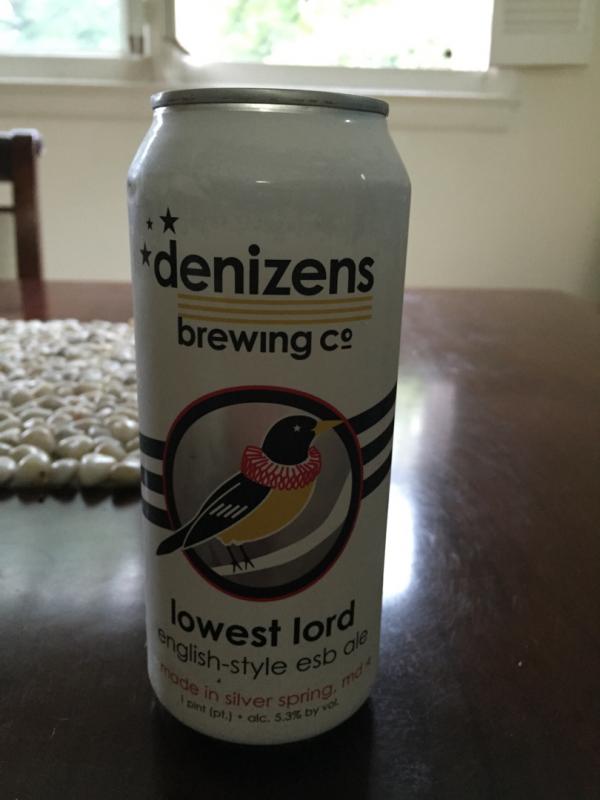 denizens
brewing co
lowest lord
english-style esb ale
made in silver spring, md
1 pint (pt.) • alc. 5.3% by vol.